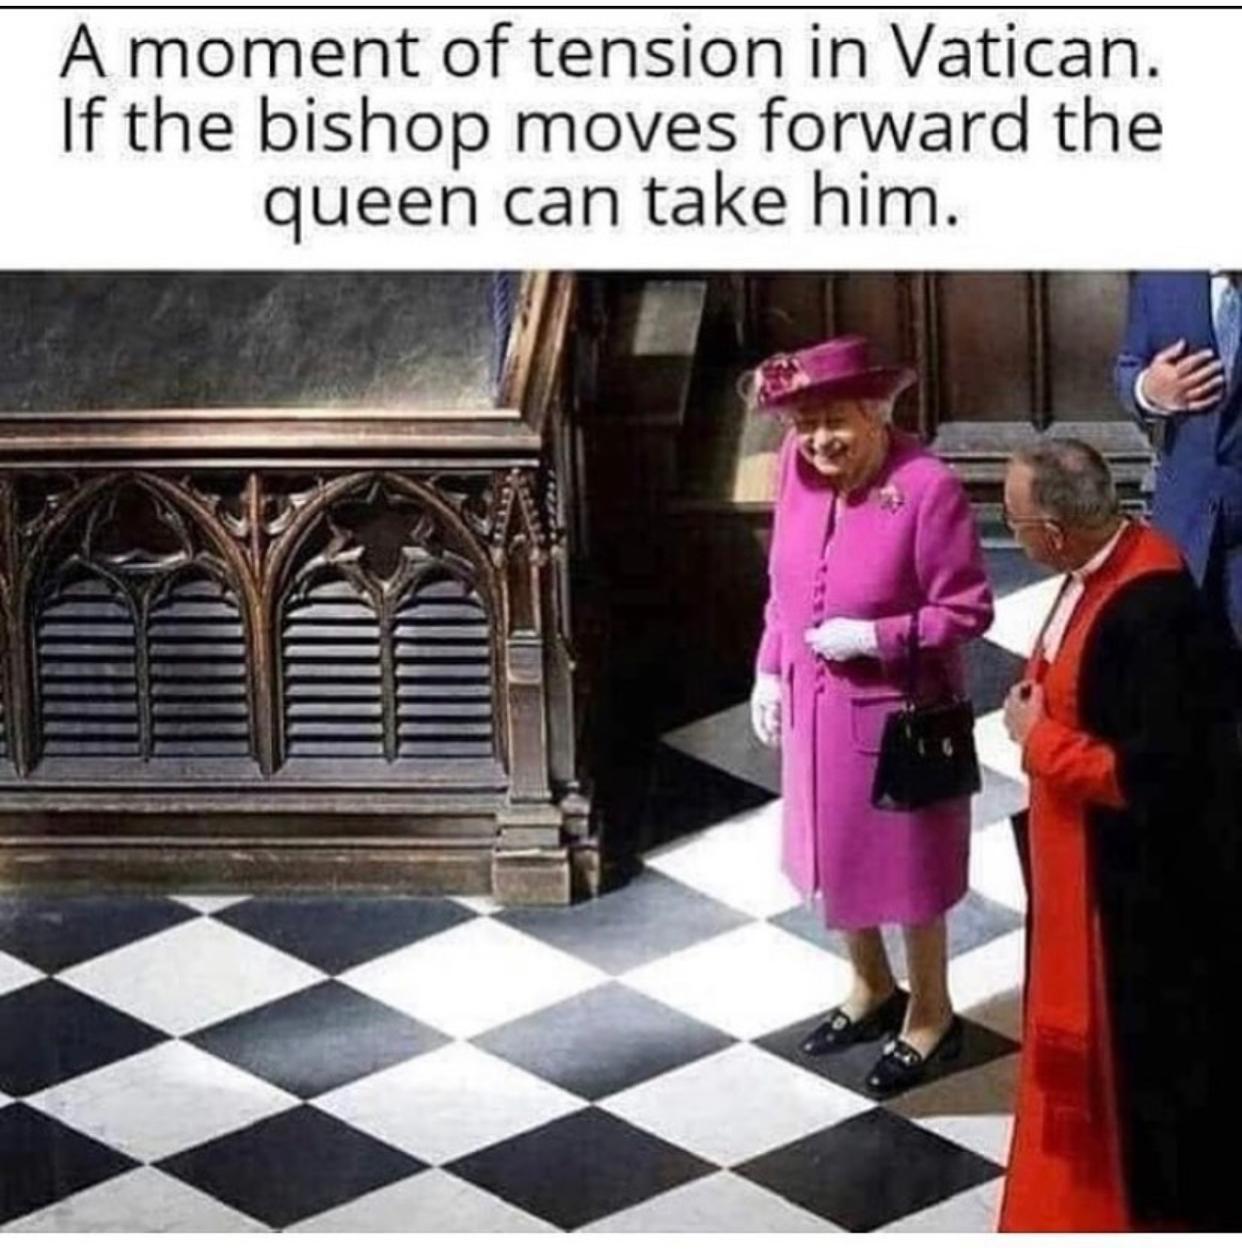 A moment of tension in Vatican.
If the bishop moves forward the
queen can take him.